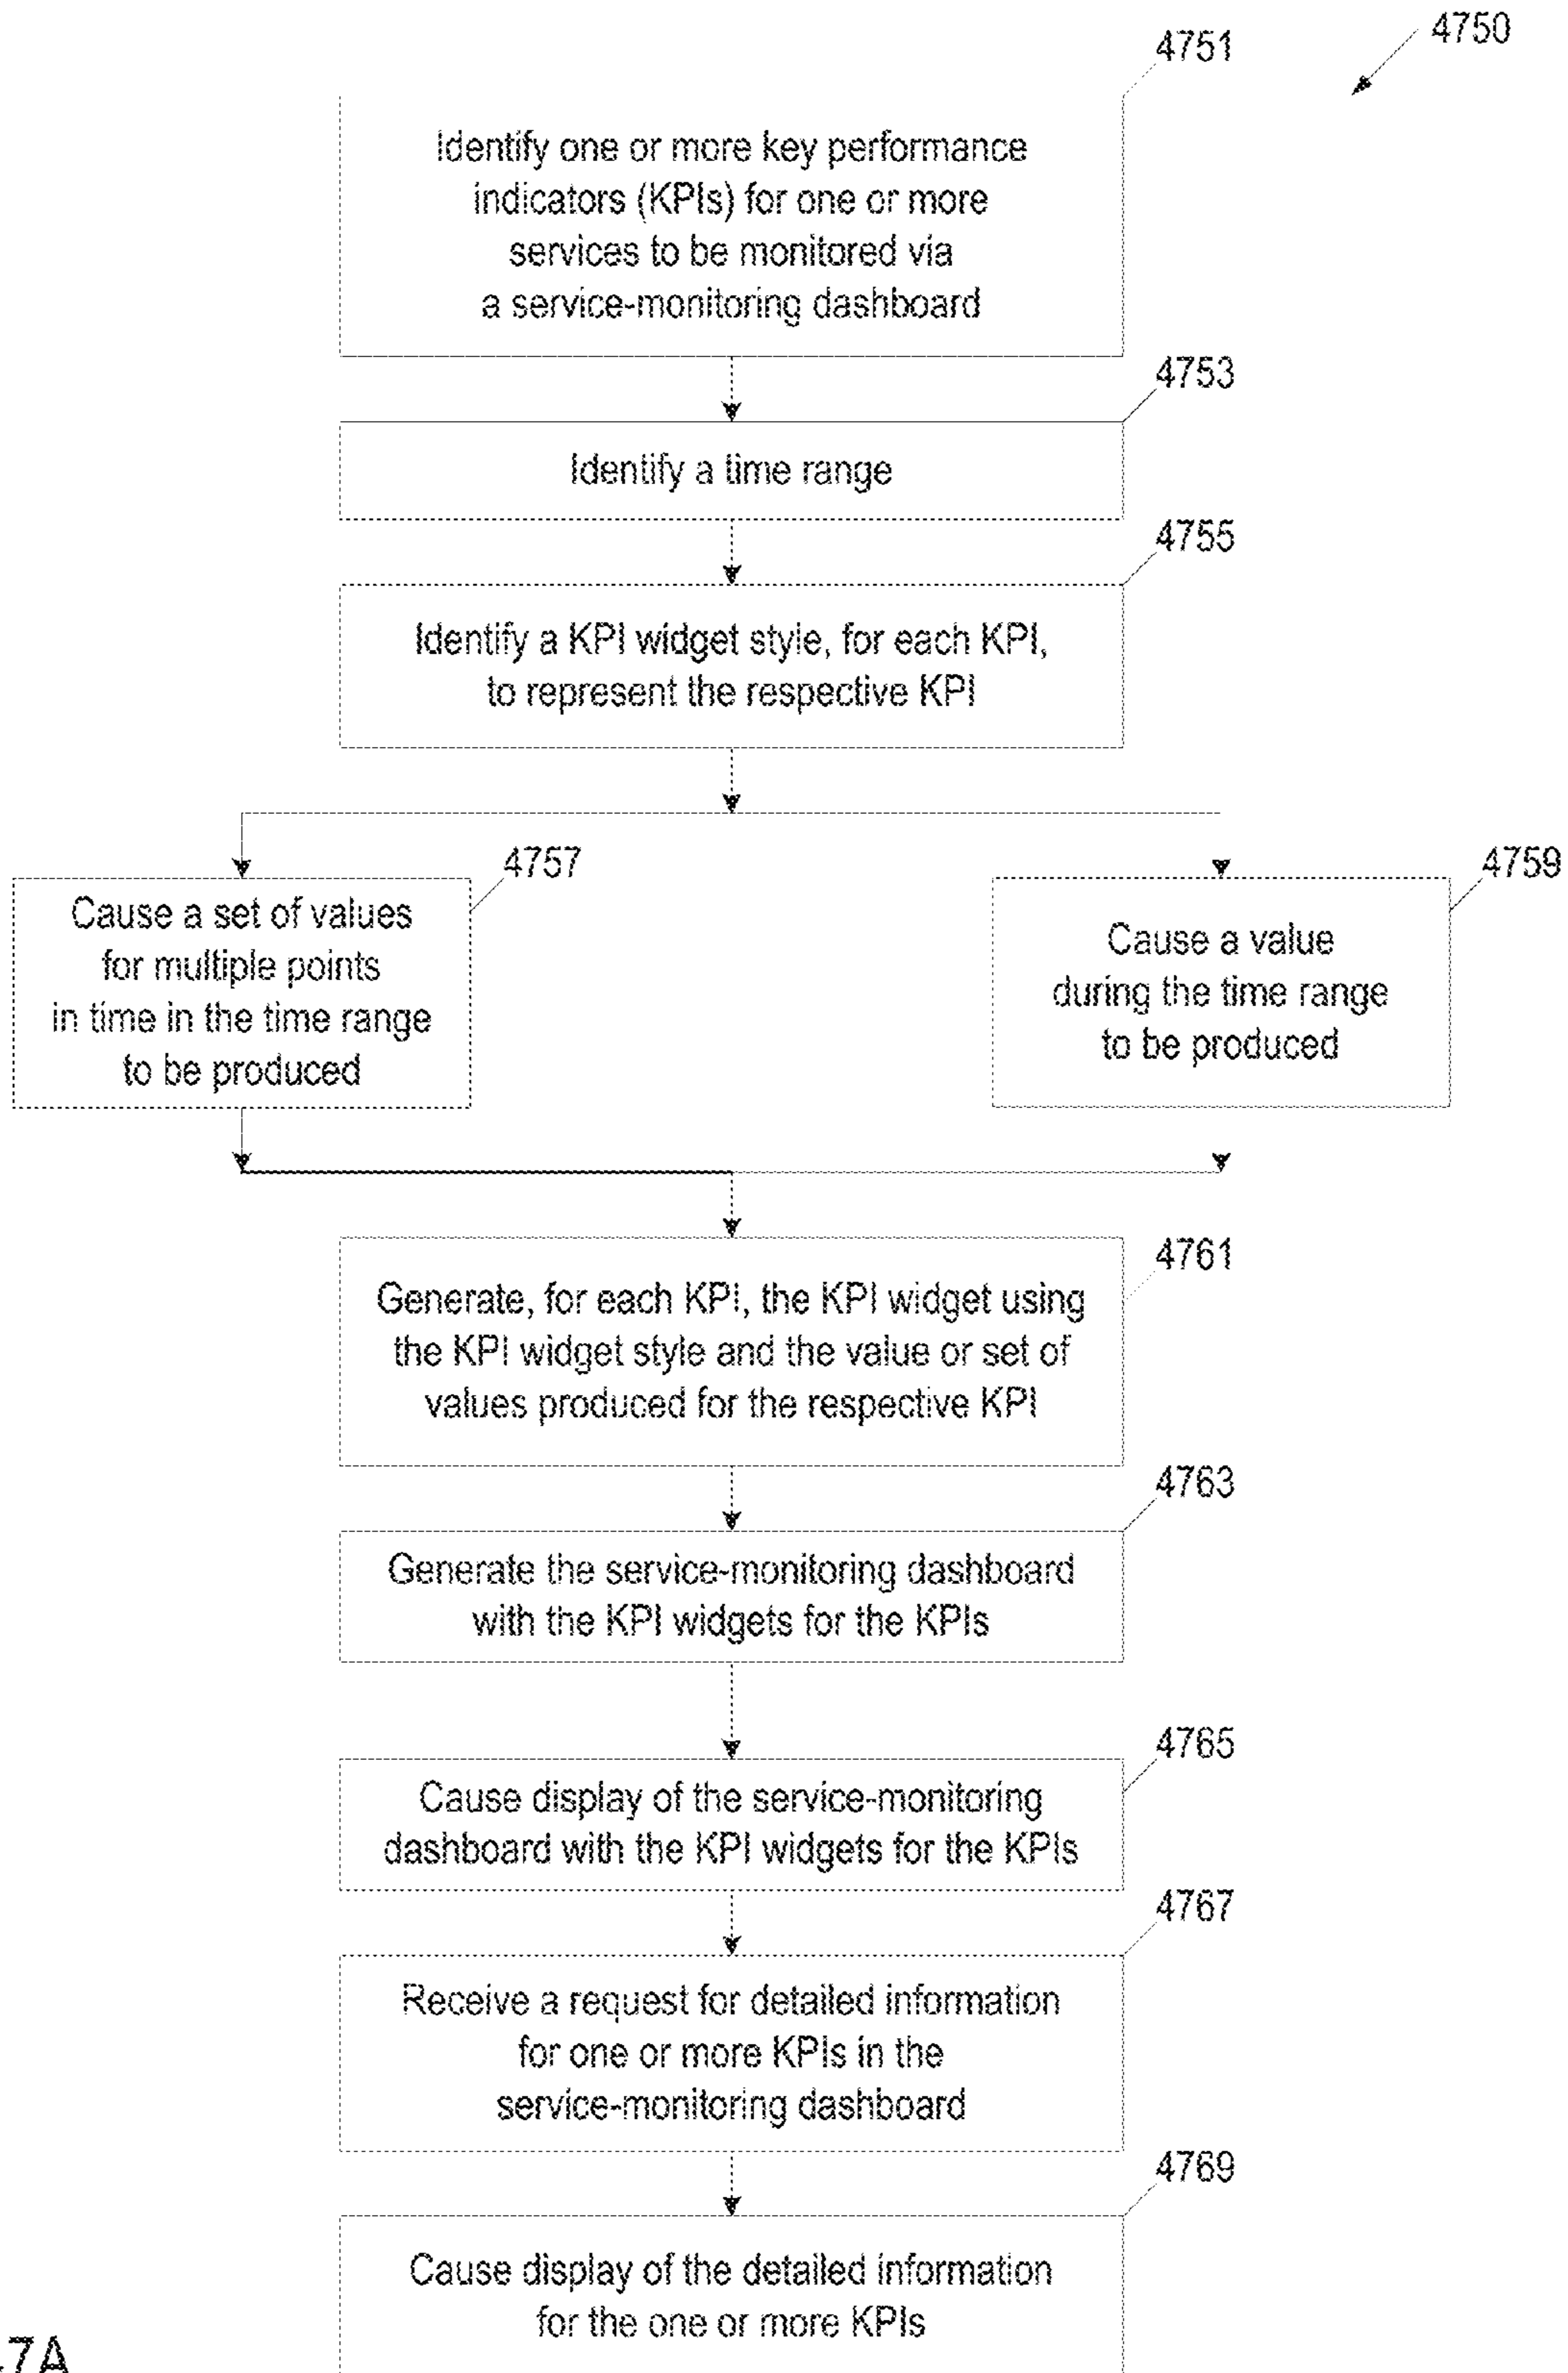 4750
4751
Identify one or more key performance
indicators (KPIs) for one or more
services to be monitored via
a service-monitoring dashboard
4753
Identify a time range
4755
Identify a KPI widget style, for each KPI,
to represent the respective KPI
4757
Cause a set of values
for multiple points
in time in the time range
to be produced
4759
Cause a value
during the time range
to be produced
4761
Generate, for each KPI, the KPI widget using
the KPI widget style and the value or set of
values produced for the respective KPI
4763
Generate the service-monitoring dashboard
with the KPI widgets for the KPIs
4765
Cause display of the service-monitoring
dashboard with the KPI widgets for the KPIs
4767
Receive a request for detailed information
for one or more KPIs in the
service-monitoring dashboard
4769
Cause display of the detailed information
for the one or more KPIs
7A